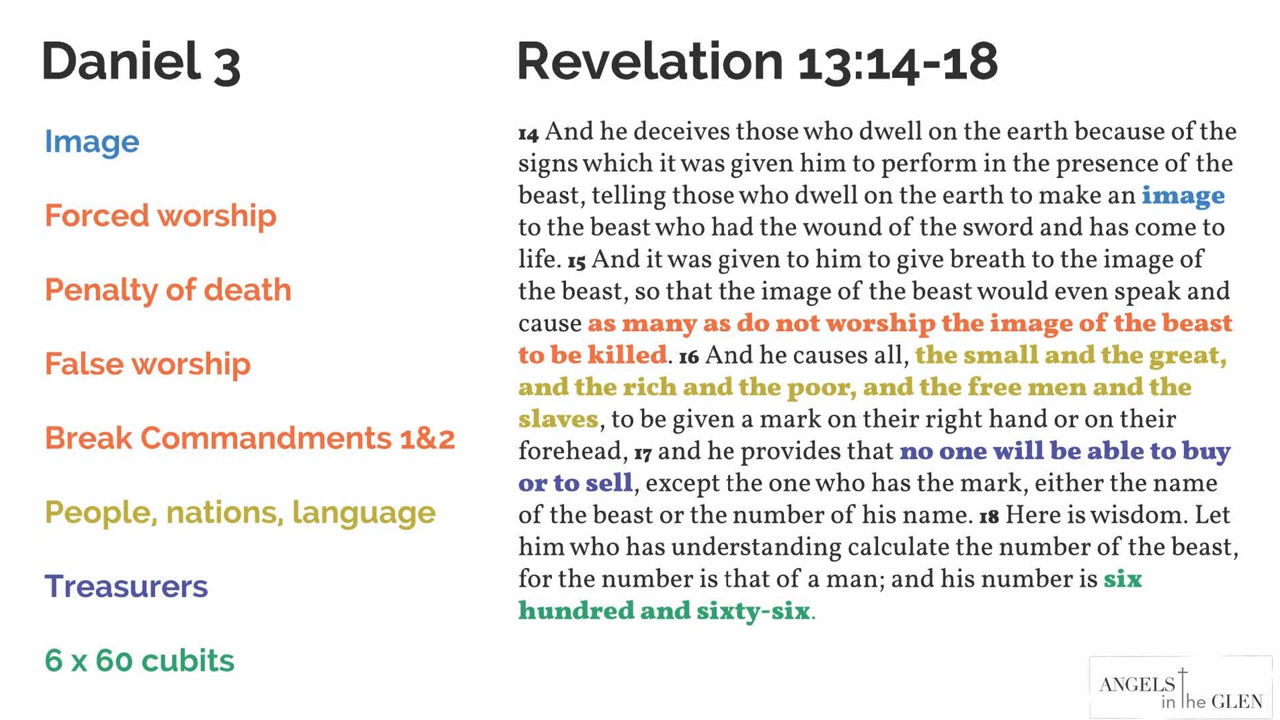 Daniel 3
Image
Forced worship
Penalty of death
False worship
Break Commandments 1&2
People, nations, language
Treasurers
6 x 60 cubits
Revelation 13:14-18
14 And he deceives those who dwell on the earth because of the
signs which it was given him to perform in the presence of the
beast, telling those who dwell on the earth to make an image
to the beast who had the wound of the sword and has come to
life. 15 And it was given to him to give breath to the image of
the beast, so that the image of the beast would even speak and
cause as many as do not worship the image of the beast
to be killed. 16 And he causes all, the small and the great,
and the rich and the poor, and the free men and the
slaves, to be given a mark on their right hand or on their
forehead, 17 and he provides that no one will be able to buy
or to sell, except the one who has the mark, either the name
of the beast or the number of his name. 18 Here is wisdom. Let
him who has understanding calculate the number of the beast,
for the number is that of a man; and his number is six
hundred and sixty-six.
ANGELS
in the GLEN